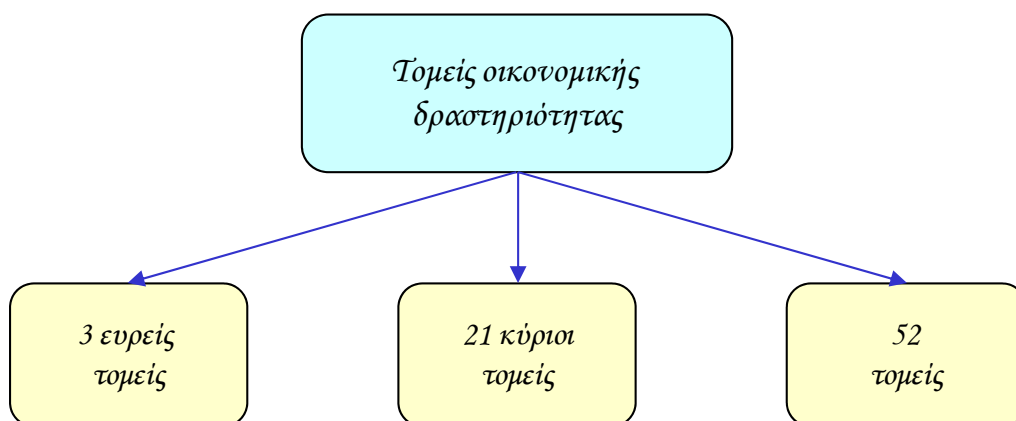 Τομείς οικονομικής
δραστηριότητας
3 ευρείς
τομείς
21 κύριοι
τομείς
52
τομείς